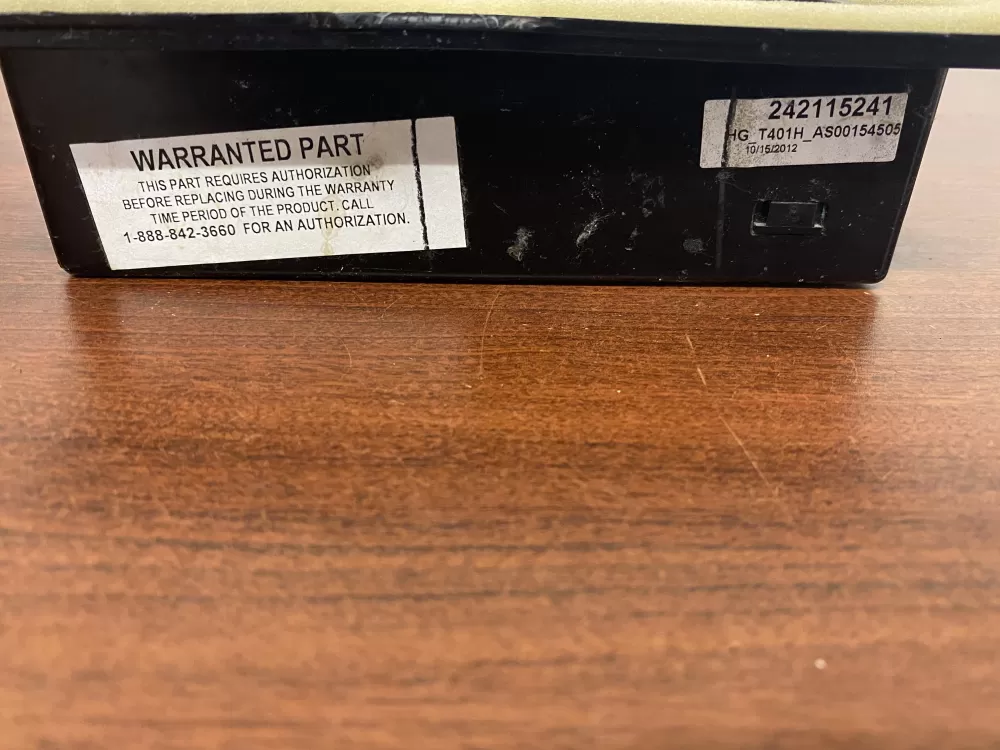 WARRANTED PART
THIS PART REQUIRES AUTHORIZATION
BEFORE REPLACING DURING THE WARRANTY
TIME PERIOD OF THE PRODUCT. CALL
1-888-842-3660 FOR AN AUTHORIZATION.
242115241
HG_T401H_AS00154505
10/15/2012